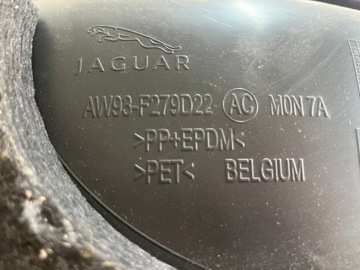 JAGUAR
AW93-F279D22 AC M0N7A
>PP+EPDM<
>PET< BELGIUM